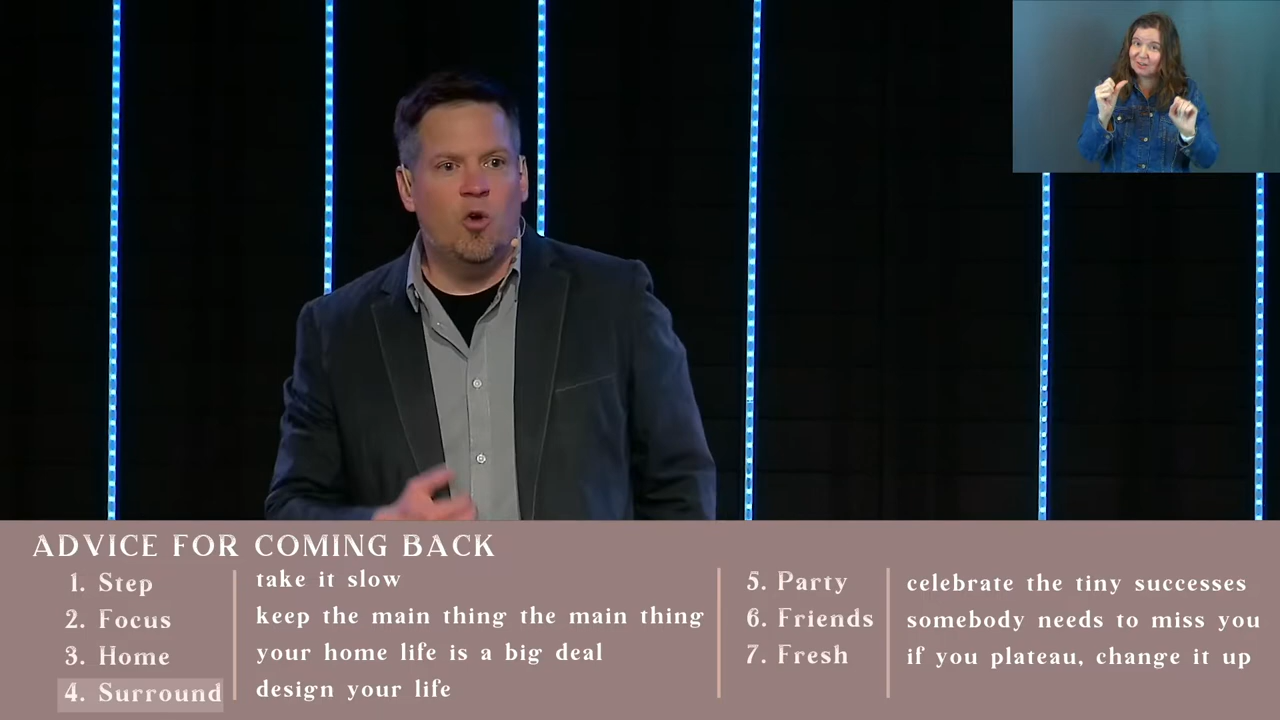 ADVICE FOR COMING BACK
1. Step take it slow
2. Focus keep the main thing the main thing
3. Home your home life is a big deal
4. Surround design your life
5. Party celebrate the tiny successes
6. Friends somebody needs to miss you
7. Fresh if you plateau, change it up